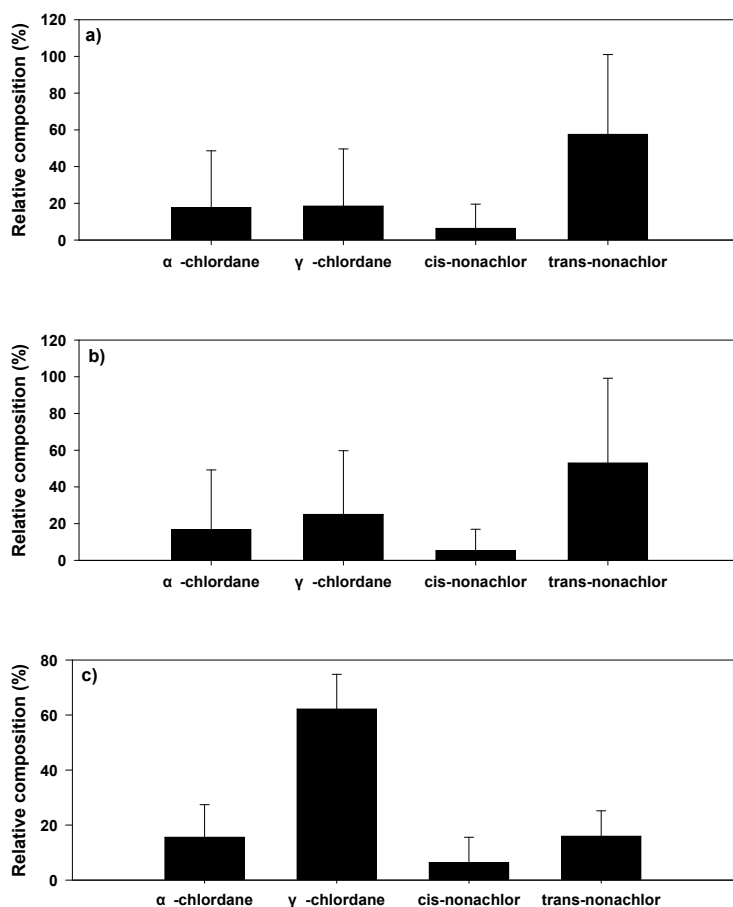 a)
Relative composition (%)
120
100
80
60
40
20
0
α -chlordane γ -chlordane cis-nonachlor trans-nonachlor
b)
Relative composition (%)
120
100
80
60
40
20
0
α -chlordane γ -chlordane cis-nonachlor trans-nonachlor
c)
Relative composition (%)
80
60
40
20
0
α -chlordane γ -chlordane cis-nonachlor trans-nonachlor